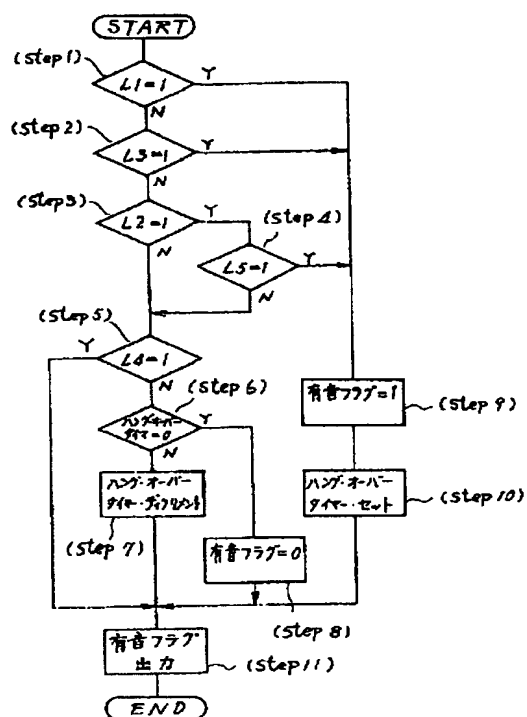 START
(Step 1)
L1=1
Y
N
(Step 2)
L3=1
Y
N
(Step 3)
L2=1
Y
N
(Step 4)
L5=1
Y
N
(Step 5)
Y
L4=1
N
(Step 6)
ハングオーバー
タイマ=0
Y
N
有音フラグ=1
(Step 9)
ハング・オーバー
タイマー・ディクリメント
(Step 7)
ハング・オーバー
タイマー・セット
(Step 10)
有音フラグ=0
(Step 8)
有音フラグ
出力
(Step 11)
END